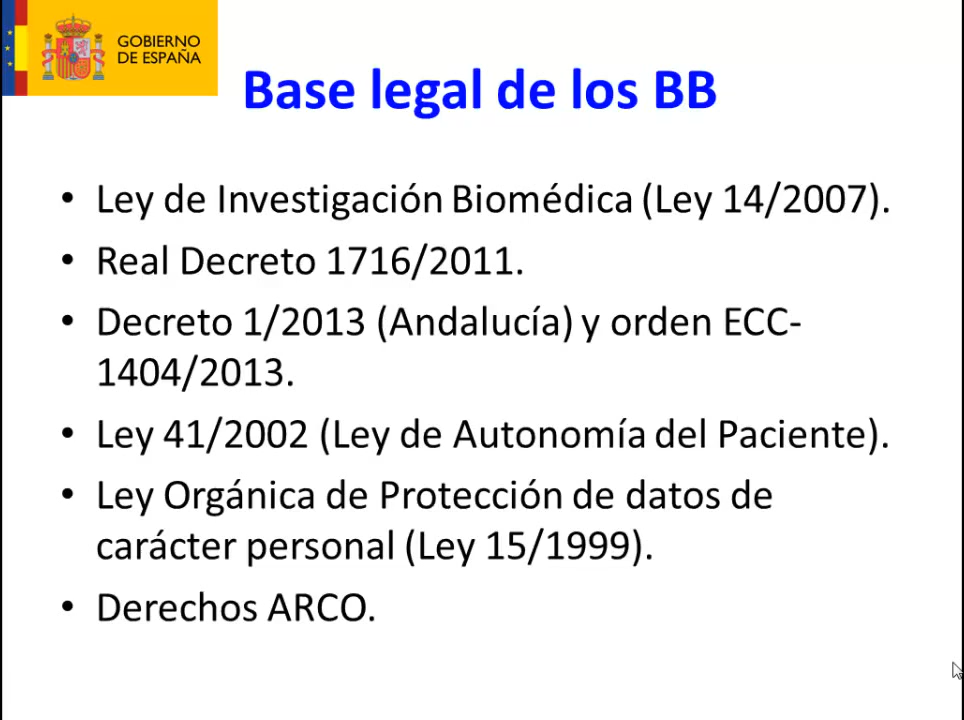 GOBIERNO
DE ESPAÑA
Base legal de los BB
• Ley de Investigación Biomédica (Ley 14/2007).
• Real Decreto 1716/2011.
• Decreto 1/2013 (Andalucía) y orden ECC-
1404/2013.
• Ley 41/2002 (Ley de Autonomía del Paciente).
• Ley Orgánica de Protección de datos de
carácter personal (Ley 15/1999).
• Derechos ARCO.